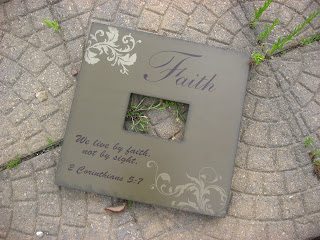 Faith
We live by faith,
not by sight.
2 Corinthians 5:7